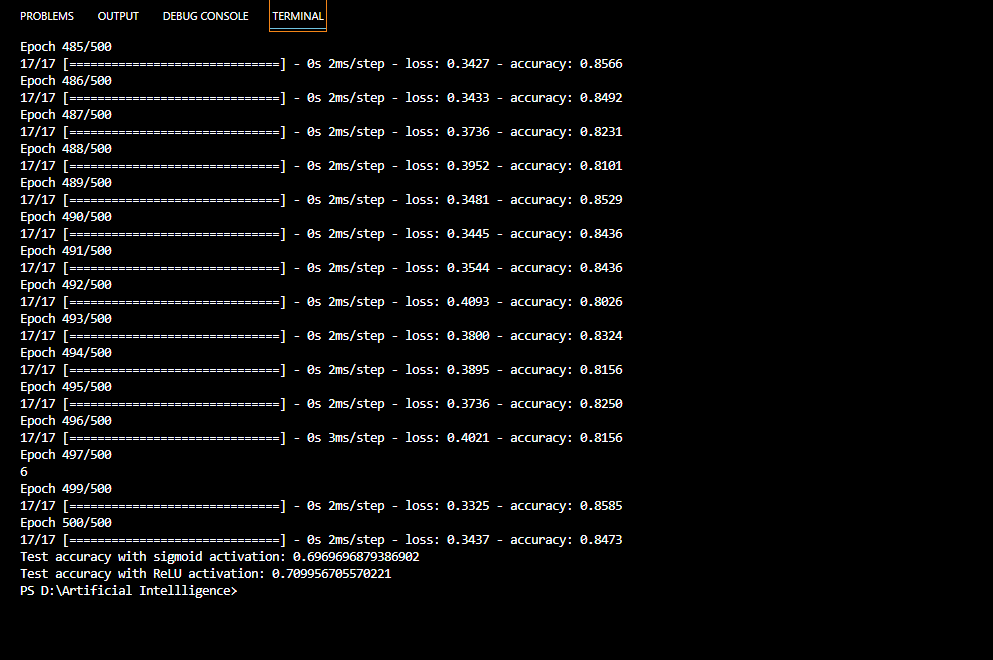 PROBLEMS OUTPUT DEBUG CONSOLE TERMINAL
Epoch 485/500
17/17 [==============================] - 0s 2ms/step - loss: 0.3427 - accuracy: 0.8566
Epoch 486/500
17/17 [==============================] - 0s 2ms/step - loss: 0.3433 - accuracy: 0.8492
Epoch 487/500
17/17 [==============================] - 0s 2ms/step - loss: 0.3736 - accuracy: 0.8231
Epoch 488/500
17/17 [==============================] - 0s 2ms/step - loss: 0.3952 - accuracy: 0.8101
Epoch 489/500
17/17 [==============================] - 0s 2ms/step - loss: 0.3481 - accuracy: 0.8529
Epoch 490/500
17/17 [==============================] - 0s 2ms/step - loss: 0.3445 - accuracy: 0.8436
Epoch 491/500
17/17 [==============================] - 0s 2ms/step - loss: 0.3544 - accuracy: 0.8436
Epoch 492/500
17/17 [==============================] - 0s 2ms/step - loss: 0.4093 - accuracy: 0.8026
Epoch 493/500
17/17 [==============================] - 0s 2ms/step - loss: 0.3800 - accuracy: 0.8324
Epoch 494/500
17/17 [==============================] - 0s 2ms/step - loss: 0.3895 - accuracy: 0.8156
Epoch 495/500
17/17 [==============================] - 0s 2ms/step - loss: 0.3736 - accuracy: 0.8250
Epoch 496/500
17/17 [==============================] - 0s 3ms/step - loss: 0.4021 - accuracy: 0.8156
Epoch 497/500
6
Epoch 499/500
17/17 [==============================] - 0s 2ms/step - loss: 0.3325 - accuracy: 0.8585
Epoch 500/500
17/17 [==============================] - 0s 2ms/step - loss: 0.3437 - accuracy: 0.8473
Test accuracy with sigmoid activation: 0.6969696879386902
Test accuracy with ReLU activation: 0.709956705570221
PS D:\Artificial Intellligence>